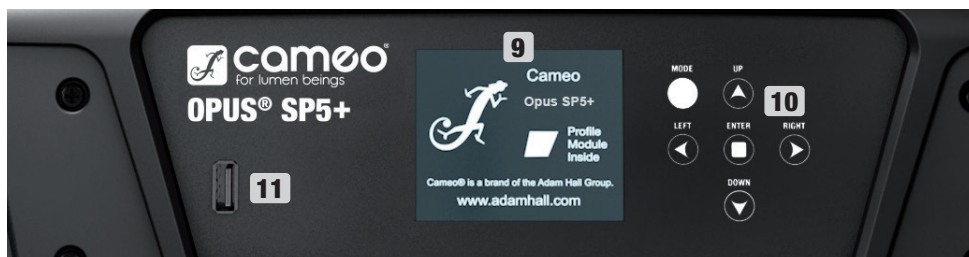 cameo®
for lumen beings
OPUS® SP5+
11
9
Cameo
Opus SP5+
Profile
Module
Inside
Cameo® is a brand of the Adam Hall Group.
www.adamhall.com
MODE
UP
10
LEFT
ENTER
RIGHT
DOWN